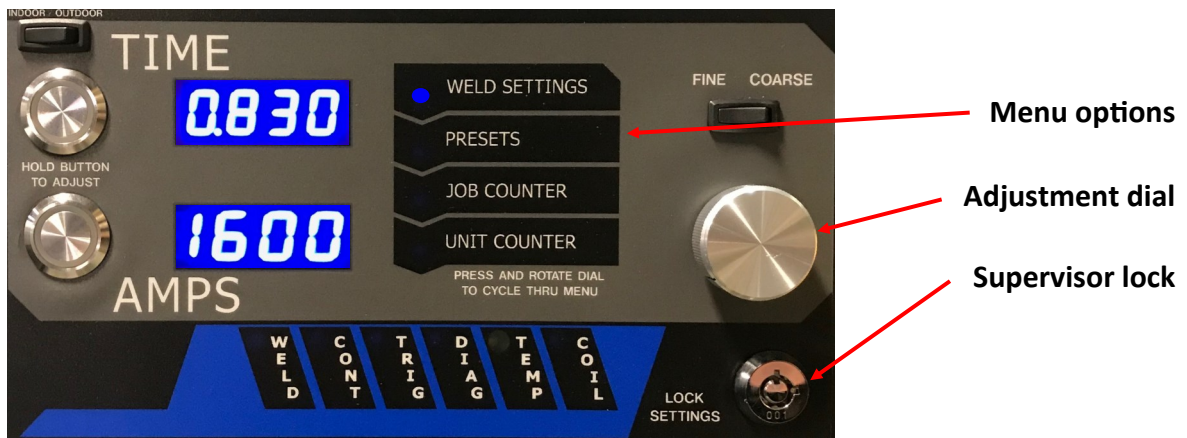 INDOOR / OUTDOOR
TIME
0.830
HOLD BUTTON
TO ADJUST
1600
AMPS
WELD SETTINGS
PRESETS
JOB COUNTER
UNIT COUNTER
PRESS AND ROTATE DIAL
TO CYCLE THRU MENU
FINE COARSE
WELD
CONT
TRIG
DIAG
TEMP
COIL
LOCK
SETTINGS
001
Menu options
Adjustment dial
Supervisor lock